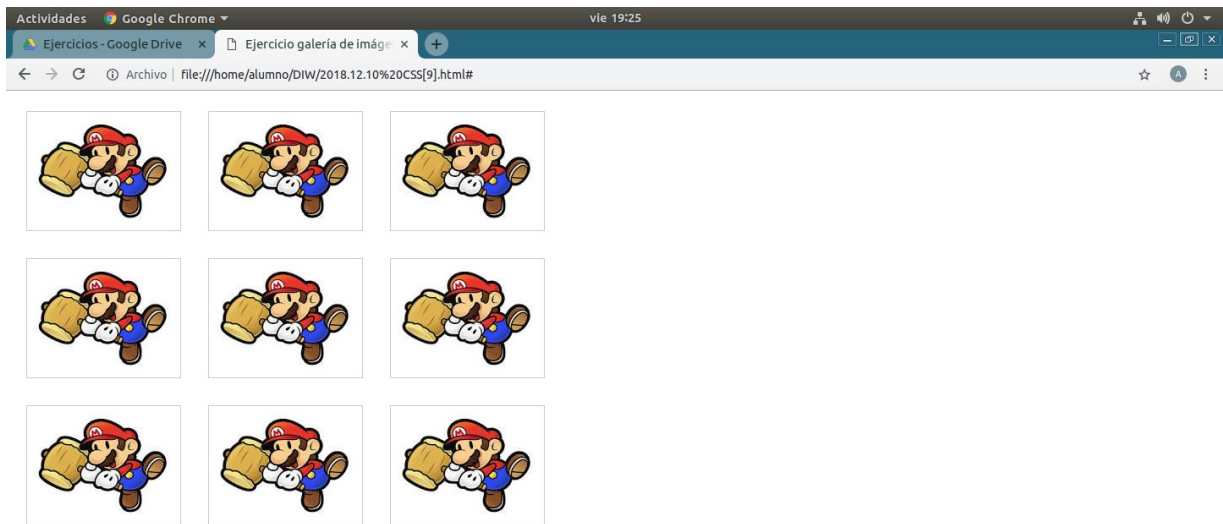 Actividades Google Chrome vie 19:25
Ejercicios - Google Drive × Ejercicio galería de imáge ×
Archivo | file:///home/alumno/DIW/2018.12.10%20CSS[9].html# A
M M M
M M M
M M M